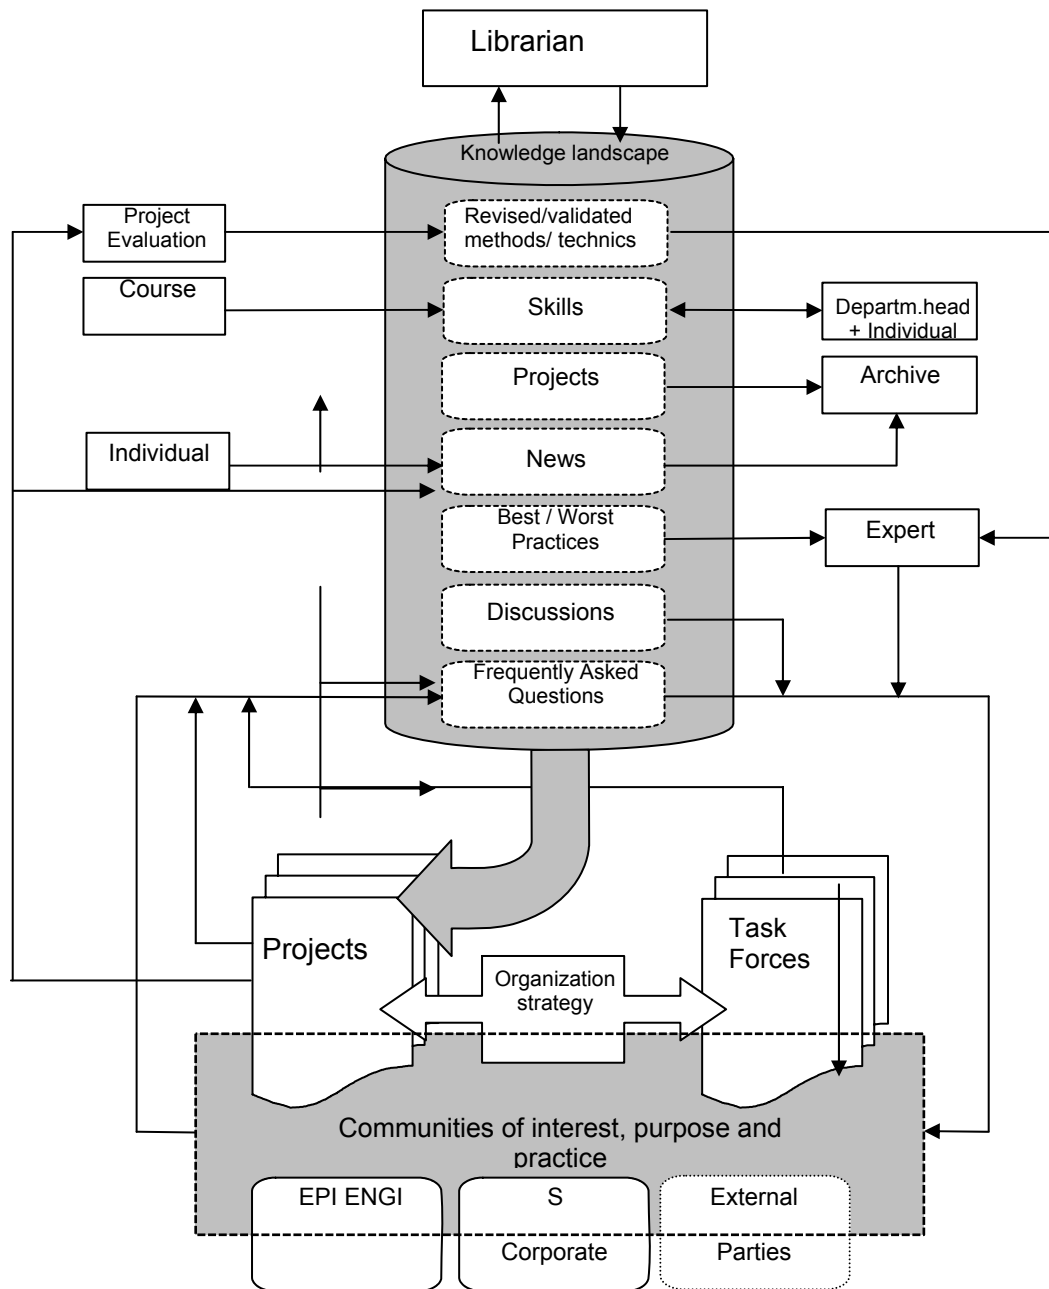 Librarian
Knowledge landscape
Project
Evaluation
Revised/validated
methods/ technics
Course
Skills
Departm.head
+ Individual
Projects
Archive
Individual
News
Best / Worst
Practices
Expert
Discussions
Frequently Asked
Questions
Projects
Task
Forces
Organization
strategy
Communities of interest, purpose and
practice
EPI ENGI
S
External
Corporate
Parties